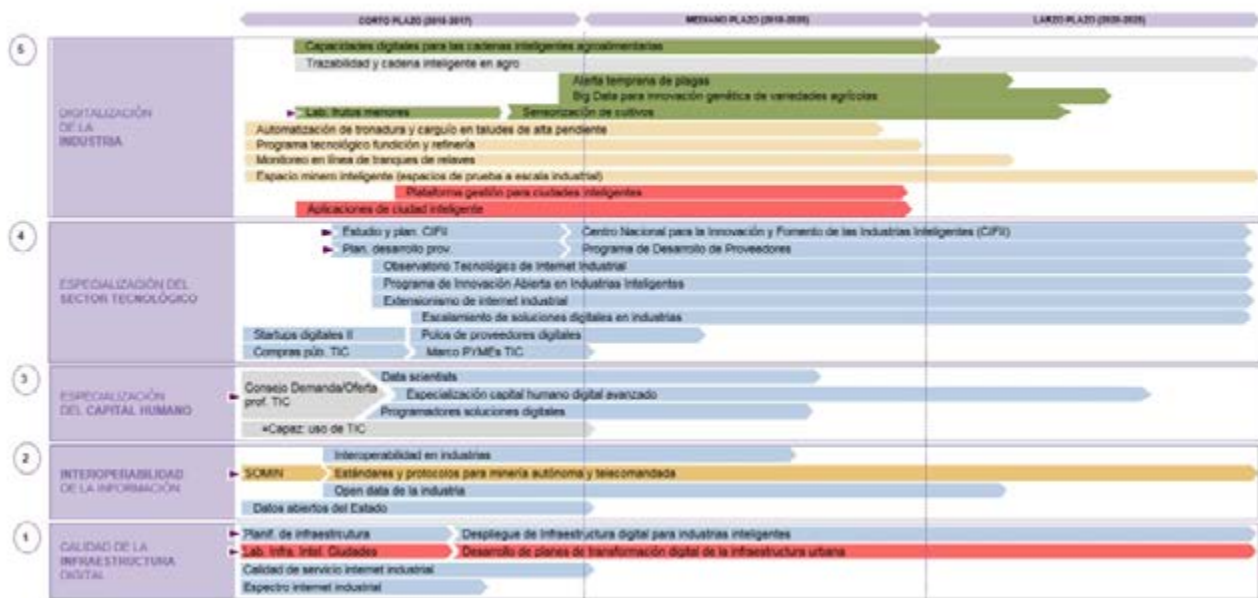 CORTO PLAZO (2015-2017) MEDIANO PLAZO (2018-2020) LARZO PLAZO (2020-2025)
5
DIGITALIZACIÓN
DE LA
INDUSTRIA
Capacidades digitales para las cadenas inteligentes agroalimentarias
Trazabilidad y cadena inteligente en agro
Alerta temprana de plagas
Big Data para innovación genética de variedades agrícolas
Lab. frutos menores Sensorización de cultivos
Automatización de tronadura y carguío en taludes de alta pendiente
Programa tecnológico fundición y refinería
Monitoreo en línea de tranques de relaves
Espacio minero inteligente (espacios de prueba a escala industrial)
Plataforma gestión para ciudades inteligentes
Aplicaciones de ciudad inteligente
4
ESPECIALIZACIÓN DEL
SECTOR TECNOLÓGICO
Estudio y plan. CIFII Centro Nacional para la Innovación y Fomento de las Industrias Inteligentes (CIFII)
Plan. desarrollo prov. Programa de Desarrollo de Proveedores
Observatorio Tecnológico de Internet Industrial
Programa de Innovación Abierta en Industrias Inteligentes
Extensionismo de internet industrial
Escalamiento de soluciones digitales en industrias
Startups digitales II Polos de proveedores digitales
Compras púb. TIC Marco PYMEs TIC
3
ESPECIALIZACIÓN
DEL CAPITAL HUMANO
Data scientists
Consejo Demanda/Oferta
prof. TIC
Especialización capital humano digital avanzado
Programadores soluciones digitales
+Capaz: uso de TIC
2
INTEROPERABILIDAD
DE LA INFORMACIÓN
Interoperabilidad en industrias
SOMIN Estándares y protocolos para minería autónoma y telecomandada
Open data de la industria
Datos abiertos del Estado
1
CALIDAD DE LA
INFRAESTRUCTURA
DIGITAL
Planif. de infraestrcutura Despliegue de Infraestructura digital para industrias inteligentes
Lab. Infra. Intel. Ciudades Desarrollo de planes de transformación digital de la infraestructura urbana
Calidad de servicio internet industrial
Espectro internet industrial